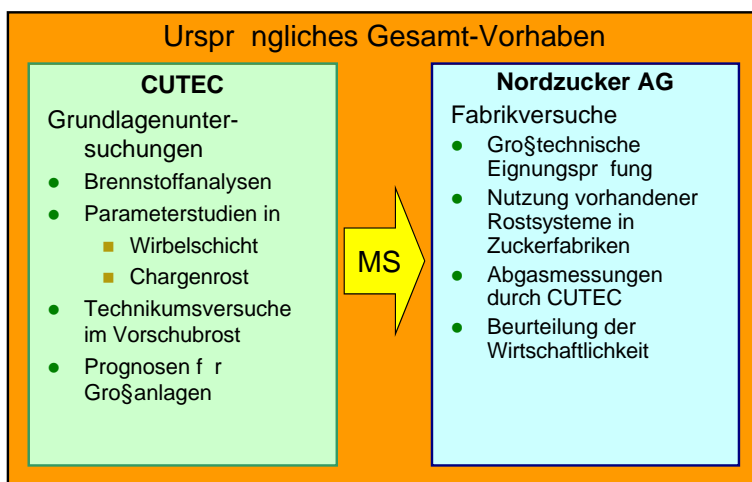 Urspr ngliches Gesamt-Vorhaben
CUTEC
Grundlagenunter-
suchungen
Brennstoffanalysen
Parameterstudien in
Wirbelschicht
Chargenrost
Technikumsversuche
im Vorschubrost
Prognosen f r
Gro§anlagen
MS
Nordzucker AG
Fabrikversuche
Gro§technische
Eignungspr fung
Nutzung vorhandener
Rostsysteme in
Zuckerfabriken
Abgasmessungen
durch CUTEC
Beurteilung der
Wirtschaftlichkeit